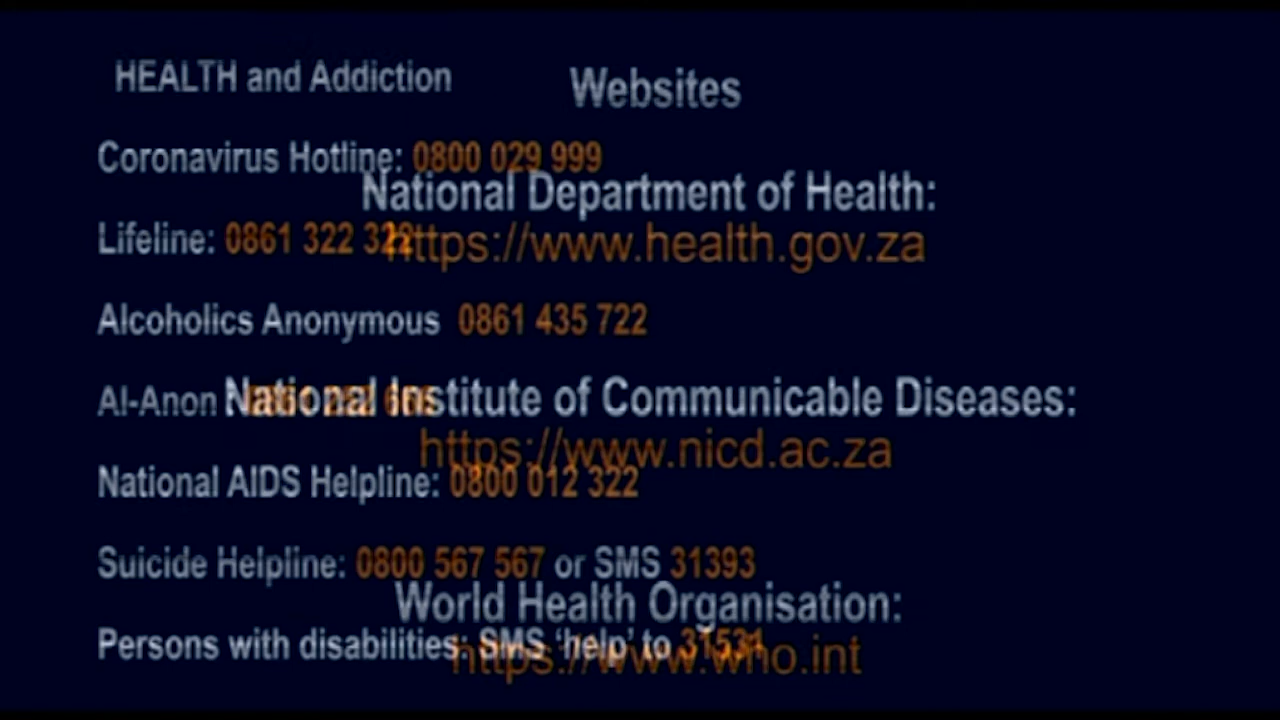 HEALTH and Addiction
Coronavirus Hotline: 0800 029 999
Lifeline: 0861 322 322
Alcoholics Anonymous 0861 435 722
Al-Anon
National AIDS Helpline: 0800 012 322
Suicide Helpline: 0800 567 567 or SMS 31393
Persons with disabilities: SMS ‘help’ to 31531
Websites
National Department of Health:
https://www.health.gov.za
National Institute of Communicable Diseases:
https://www.nicd.ac.za
World Health Organisation:
https://www.who.int